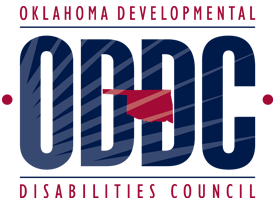 OKLAHOMA DEVELOPMENTAL
ODDC
DISABILITIES COUNCIL